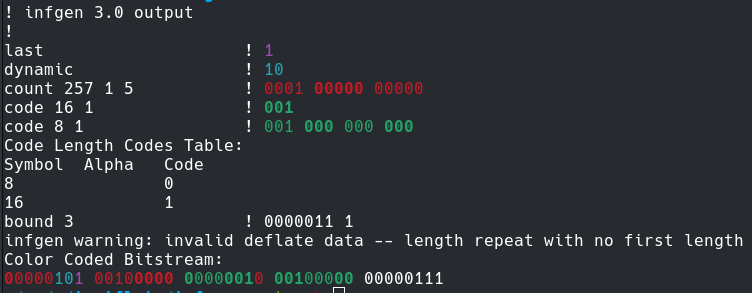 ! infgen 3.0 output
!
last ! 1
dynamic ! 10
count 257 1 5 ! 0001 00000 00000
code 16 1 ! 001
code 8 1 ! 001 000 000 000
Code Length Codes Table:
Symbol Alpha Code
8 0
16 1
bound 3 ! 0000011 1
infgen warning: invalid deflate data -- length repeat with no first length
Color Coded Bitstream:
00000101 00100000 00000010 00100000 00000111